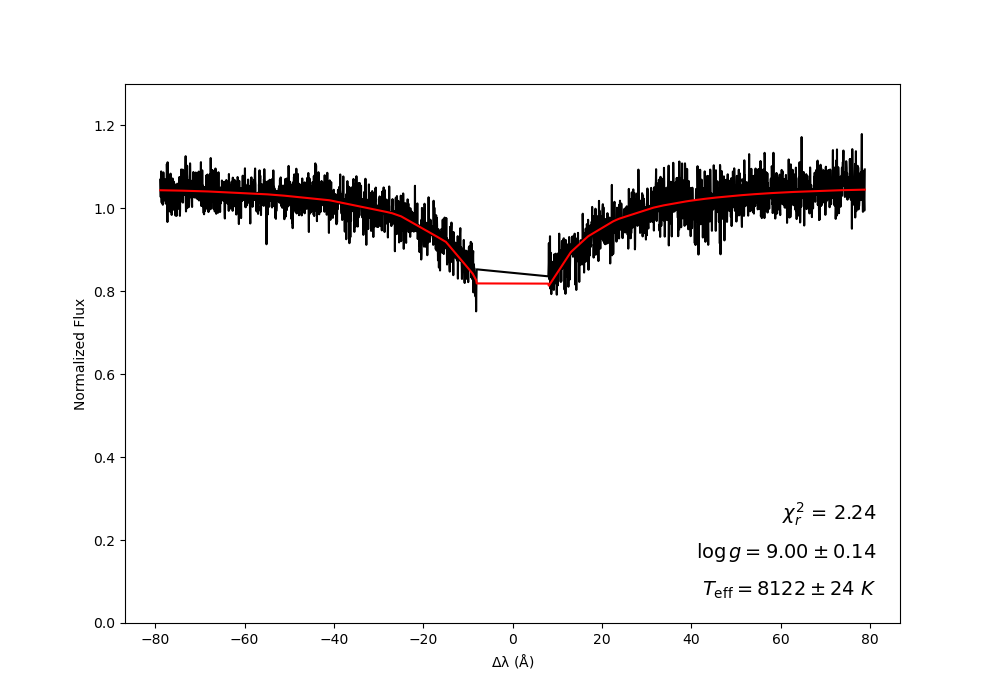 1.2
1.0
0.8
0.6
0.4
0.2
0.0
Normalized Flux
χ²ᵣ = 2.24
log g = 9.00 ± 0.14
T_eff = 8122 ± 24 K
−80 −60 −40 −20 0 20 40 60 80
Δλ (Å)